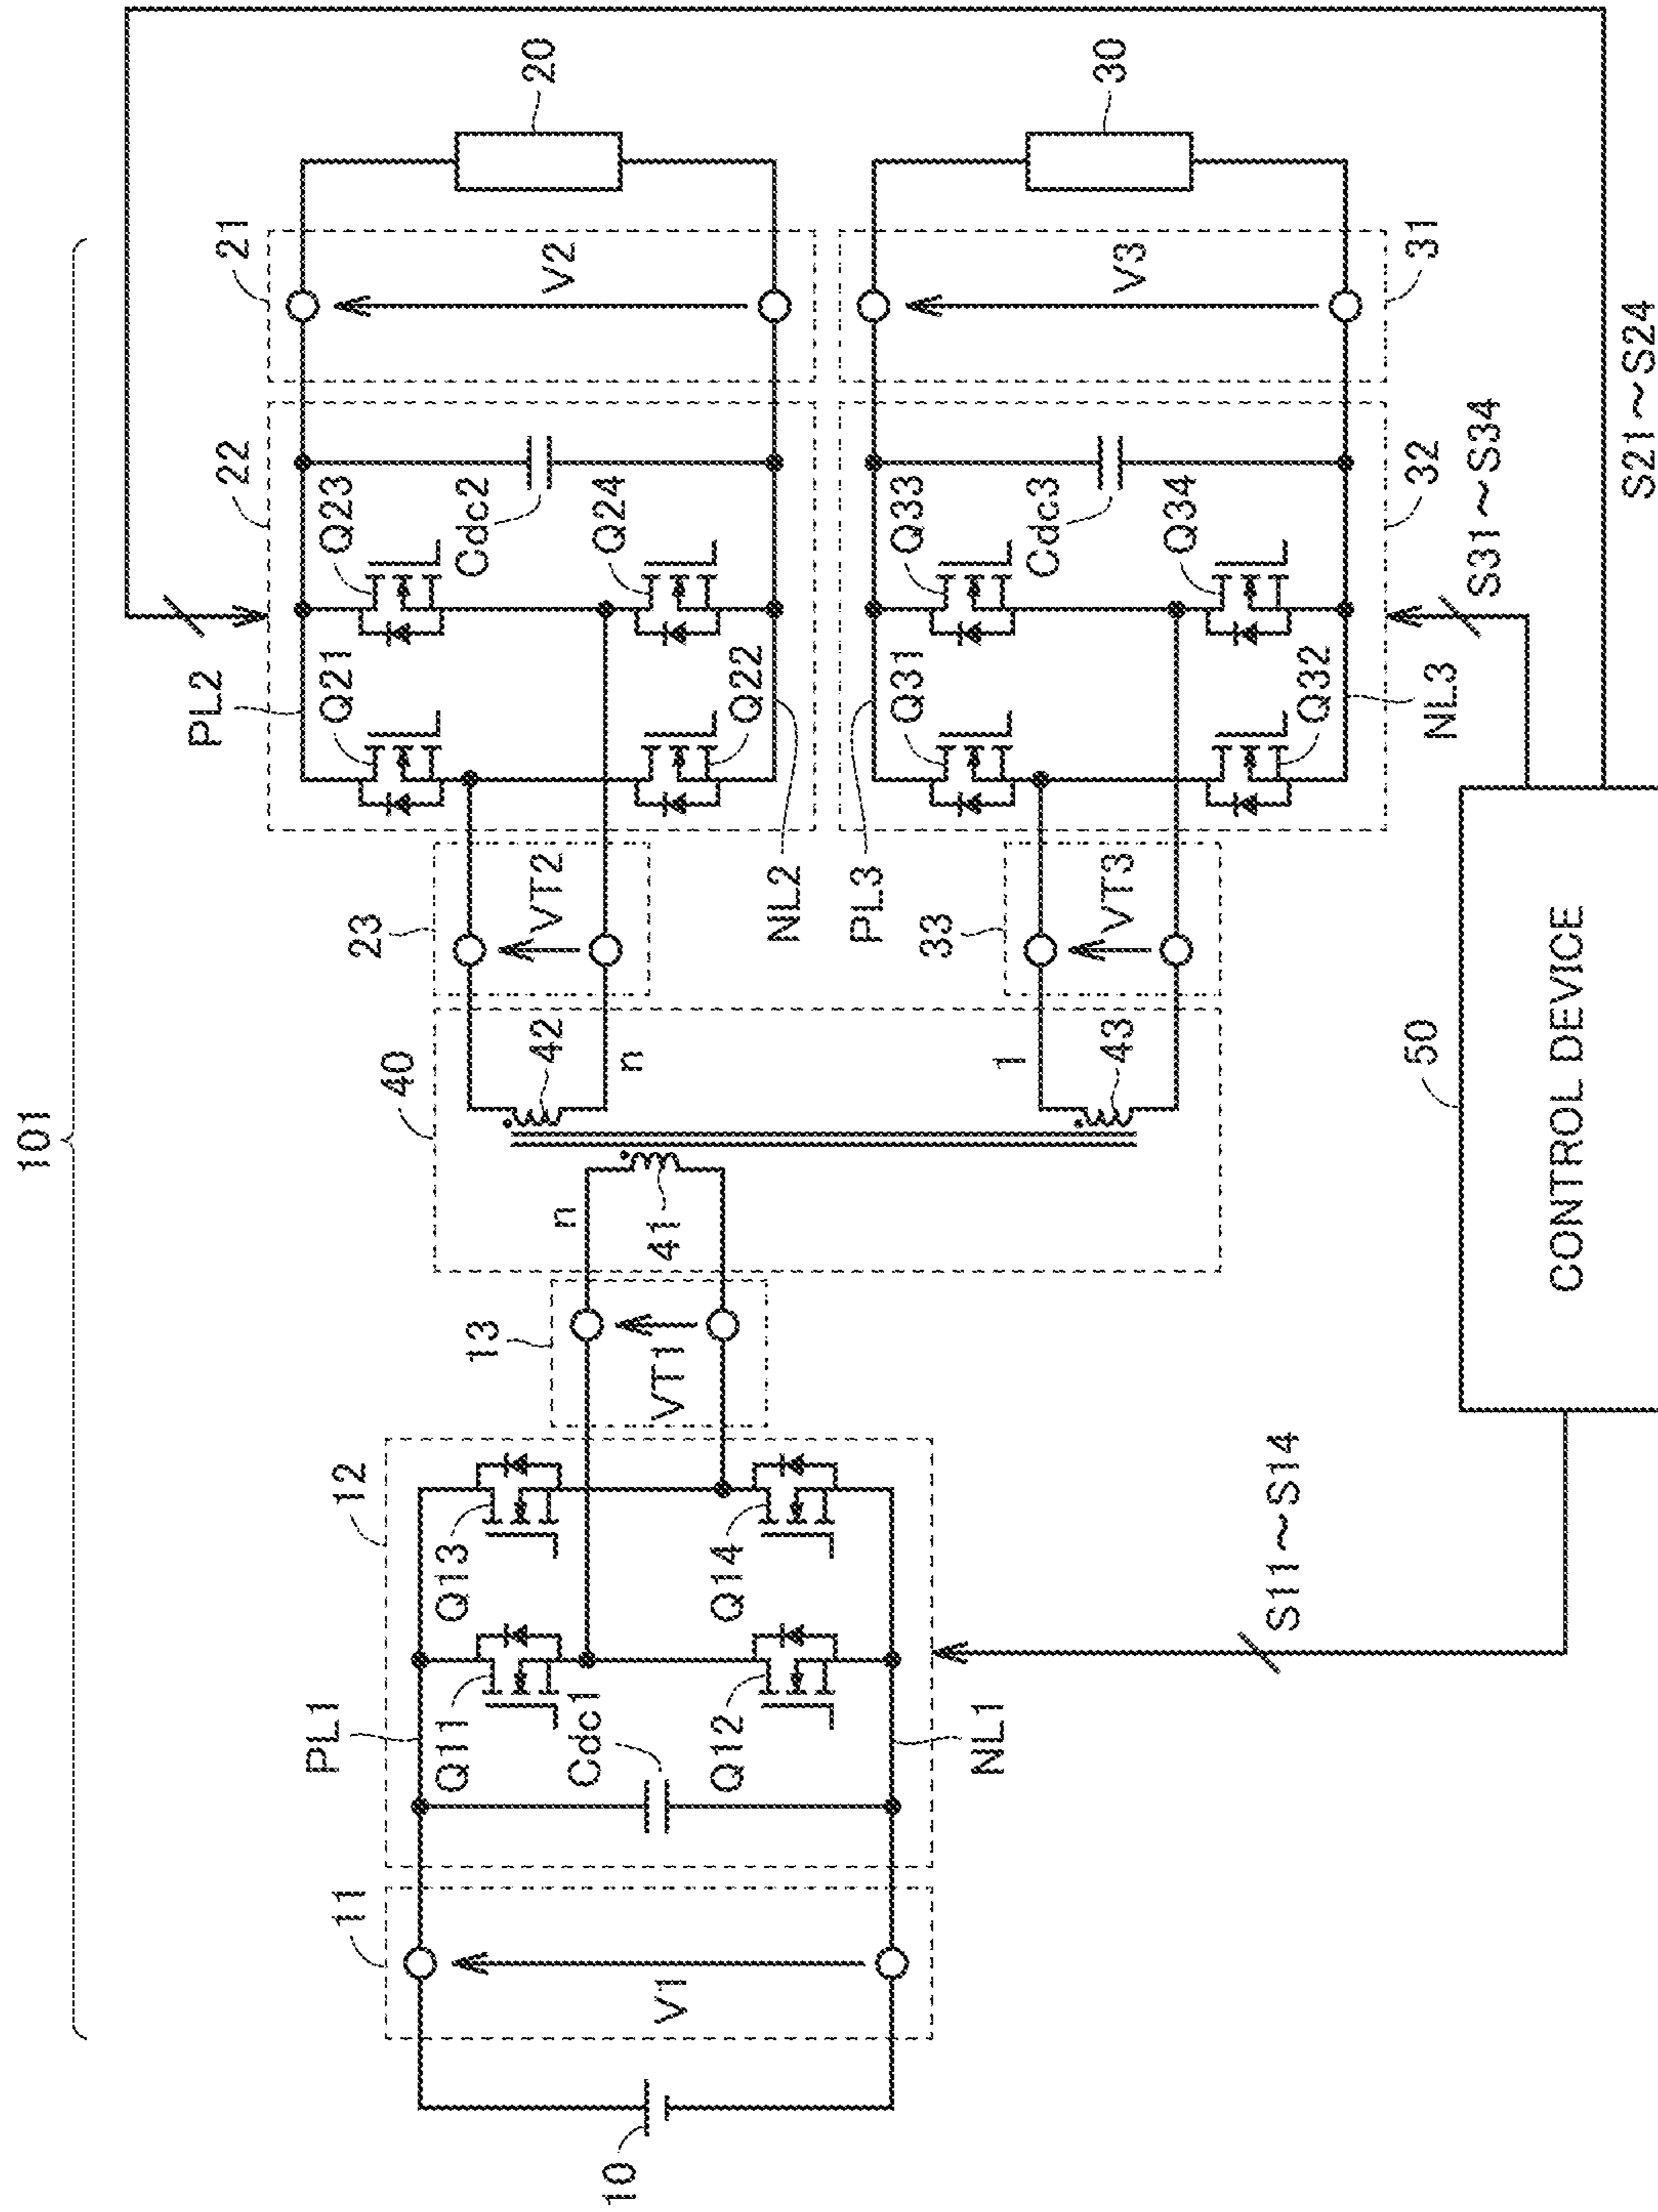 101
10
11
V1
PL1
12
Q11
Q13
Cdc1
Q12
Q14
NL1
13
VT1
S11~S14
40
n
41
42
n
1
43
23
VT2
33
VT3
PL2
22
Q21
Q23
Cdc2
Q22
Q24
NL2
21
V2
20
PL3
Q31
Q33
Cdc3
Q32
Q34
NL3
32
V3
31
30
S31~S34
S21~S24
50
CONTROL DEVICE